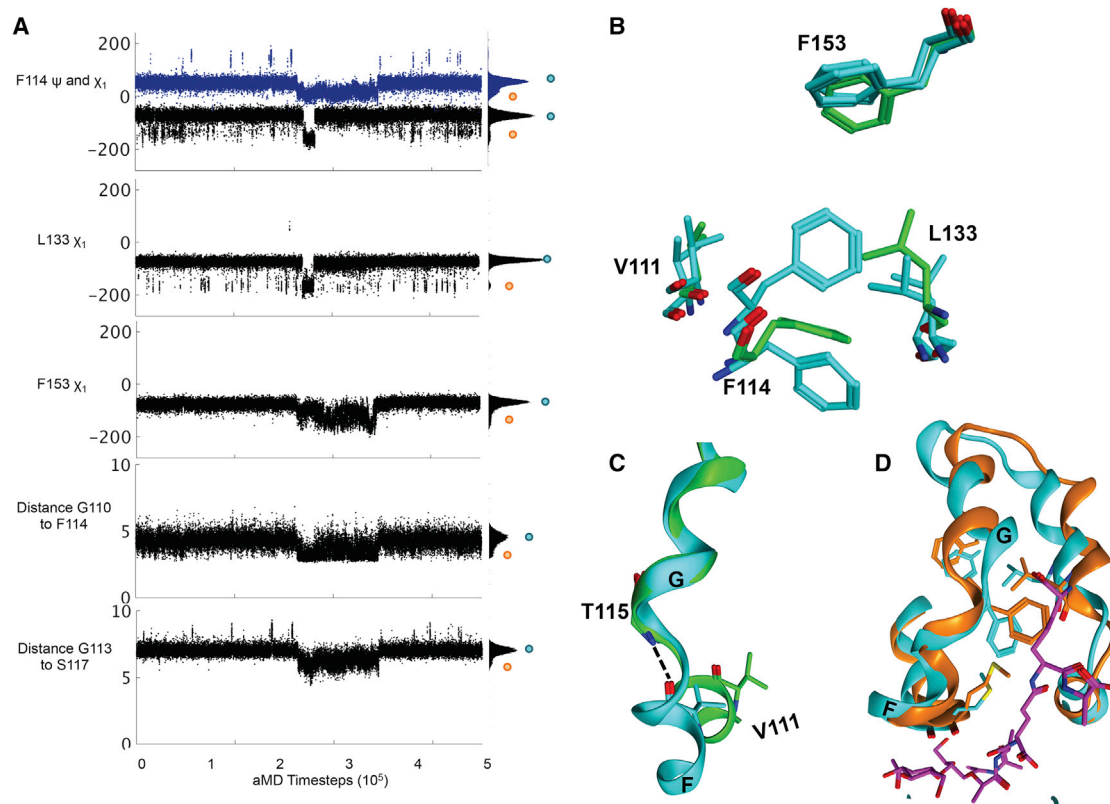 A
F114 ψ and χ1
200
0
−200
L133 χ1
200
0
−200
F153 χ1
200
0
−200
Distance G110
to F114
10
5
0
Distance G113
to S117
10
5
0
0 1 2 3 4 5
aMD Timesteps (10⁵)
B
F153
V111
L133
F114
C
G
T115
V111
F
D
G
F